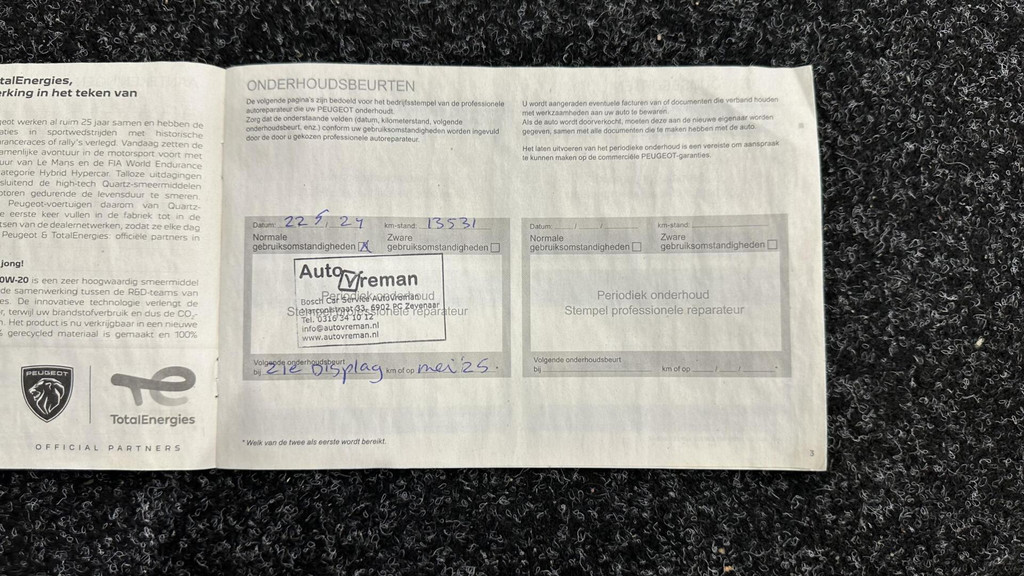 talEnergies,
rking in het teken van
geot werken al ruim 25 jaar samen en hebben de
aties in sportwedstrijden met historische
ranceraces of rally's verlegd. Vandaag zetten de
amenlijke avontuur in de motorsport voort met
uur van Le Mans en de FIA World Endurance
ategorie Hybrid Hypercar. Talloze uitdagingen
sluitend de high-tech Quartz-smeermiddelen
otoren gedurende de levensduur te smeren.
Peugeot-voertuigen daarom van Quartz-
e eerste keer vullen in de fabriek tot in de
tsen van de dealernetwerken, zodat ze elke dag
Peugeot & TotalEnergies: officiële partners in
jong!
0W-20 is een zeer hoogwaardig smeermiddel
de samenwerking tussen de R&D-teams van
es. De innovatieve technologie verlengt de
r, terwijl uw brandstofverbruik en dus de CO₂-
n. Het product is nu verkrijgbaar in een nieuwe
% gerecycled materiaal is gemaakt en 100%
PEUGEOT
TotalEnergies
OFFICIAL PARTNERS
ONDERHOUDSBEURTEN
De volgende pagina's zijn bedoeld voor het bedrijfsstempel van de professionele
autoreparateur die uw PEUGEOT onderhoudt.
Zorg dat de onderstaande velden (datum, kilometerstand, volgende
onderhoudsbeurt, enz.) conform uw gebruiksomstandigheden worden ingevuld
door de door u gekozen professionele autoreparateur.
U wordt aangeraden eventuele facturen van of documenten die verband houden
met werkzaamheden aan uw auto te bewaren.
Als de auto wordt doorverkocht, moeten deze aan de nieuwe eigenaar worden
gegeven, samen met alle documenten die te maken hebben met de auto.
Het laten uitvoeren van het periodieke onderhoud is een vereiste om aanspraak
te kunnen maken op de commerciële PEUGEOT-garanties.
Datum: 22 5, 24 km-stand: 13531
Normale gebruiksomstandigheden X Zware gebruiksomstandigheden
Auto Vreman
Periodiek onderhoud
Stempel professionele reparateur
Bosch Car Service Autovreman
93, 6902 PC Zevenaar
Tel. 0316 34 10 12
info@autovreman.nl
www.autovreman.nl
Volgende onderhoudsbeurt
bij zie Display km of op mei '25.
Datum: / / km-stand:
Normale gebruiksomstandigheden Zware gebruiksomstandigheden
Periodiek onderhoud
Stempel professionele reparateur
Volgende onderhoudsbeurt
bij km of op / /
* Welk van de twee als eerste wordt bereikt.
3